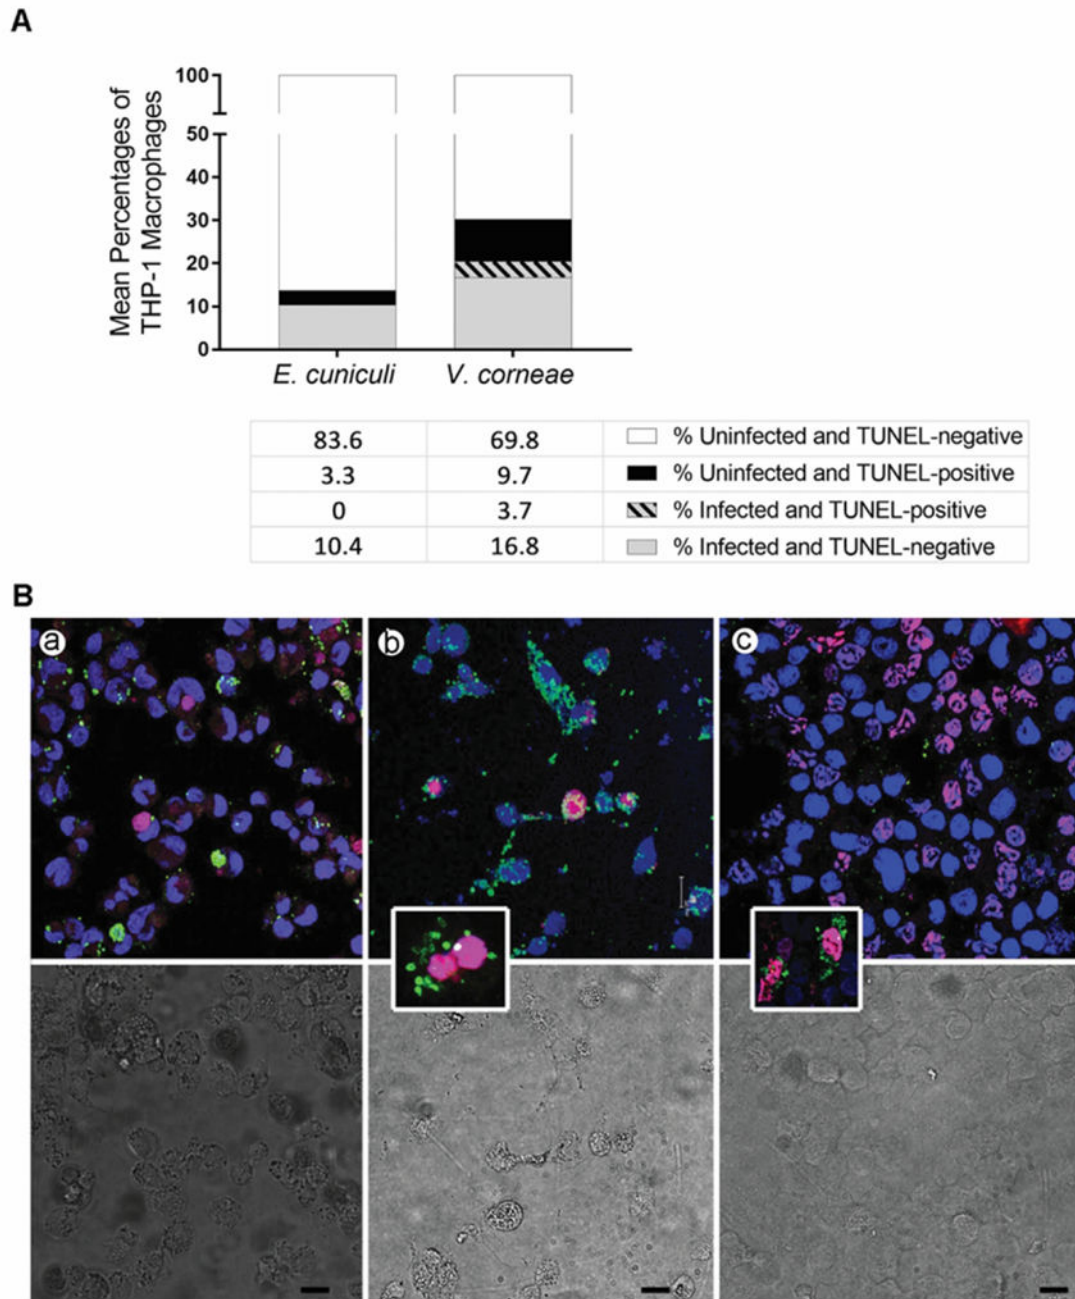 A
Mean Percentages of
THP-1 Macrophages
100
50
40
30
20
10
0
E. cuniculi V. corneae
83.6 69.8 % Uninfected and TUNEL-negative
3.3 9.7 % Uninfected and TUNEL-positive
0 3.7 % Infected and TUNEL-positive
10.4 16.8 % Infected and TUNEL-negative
B
a b c